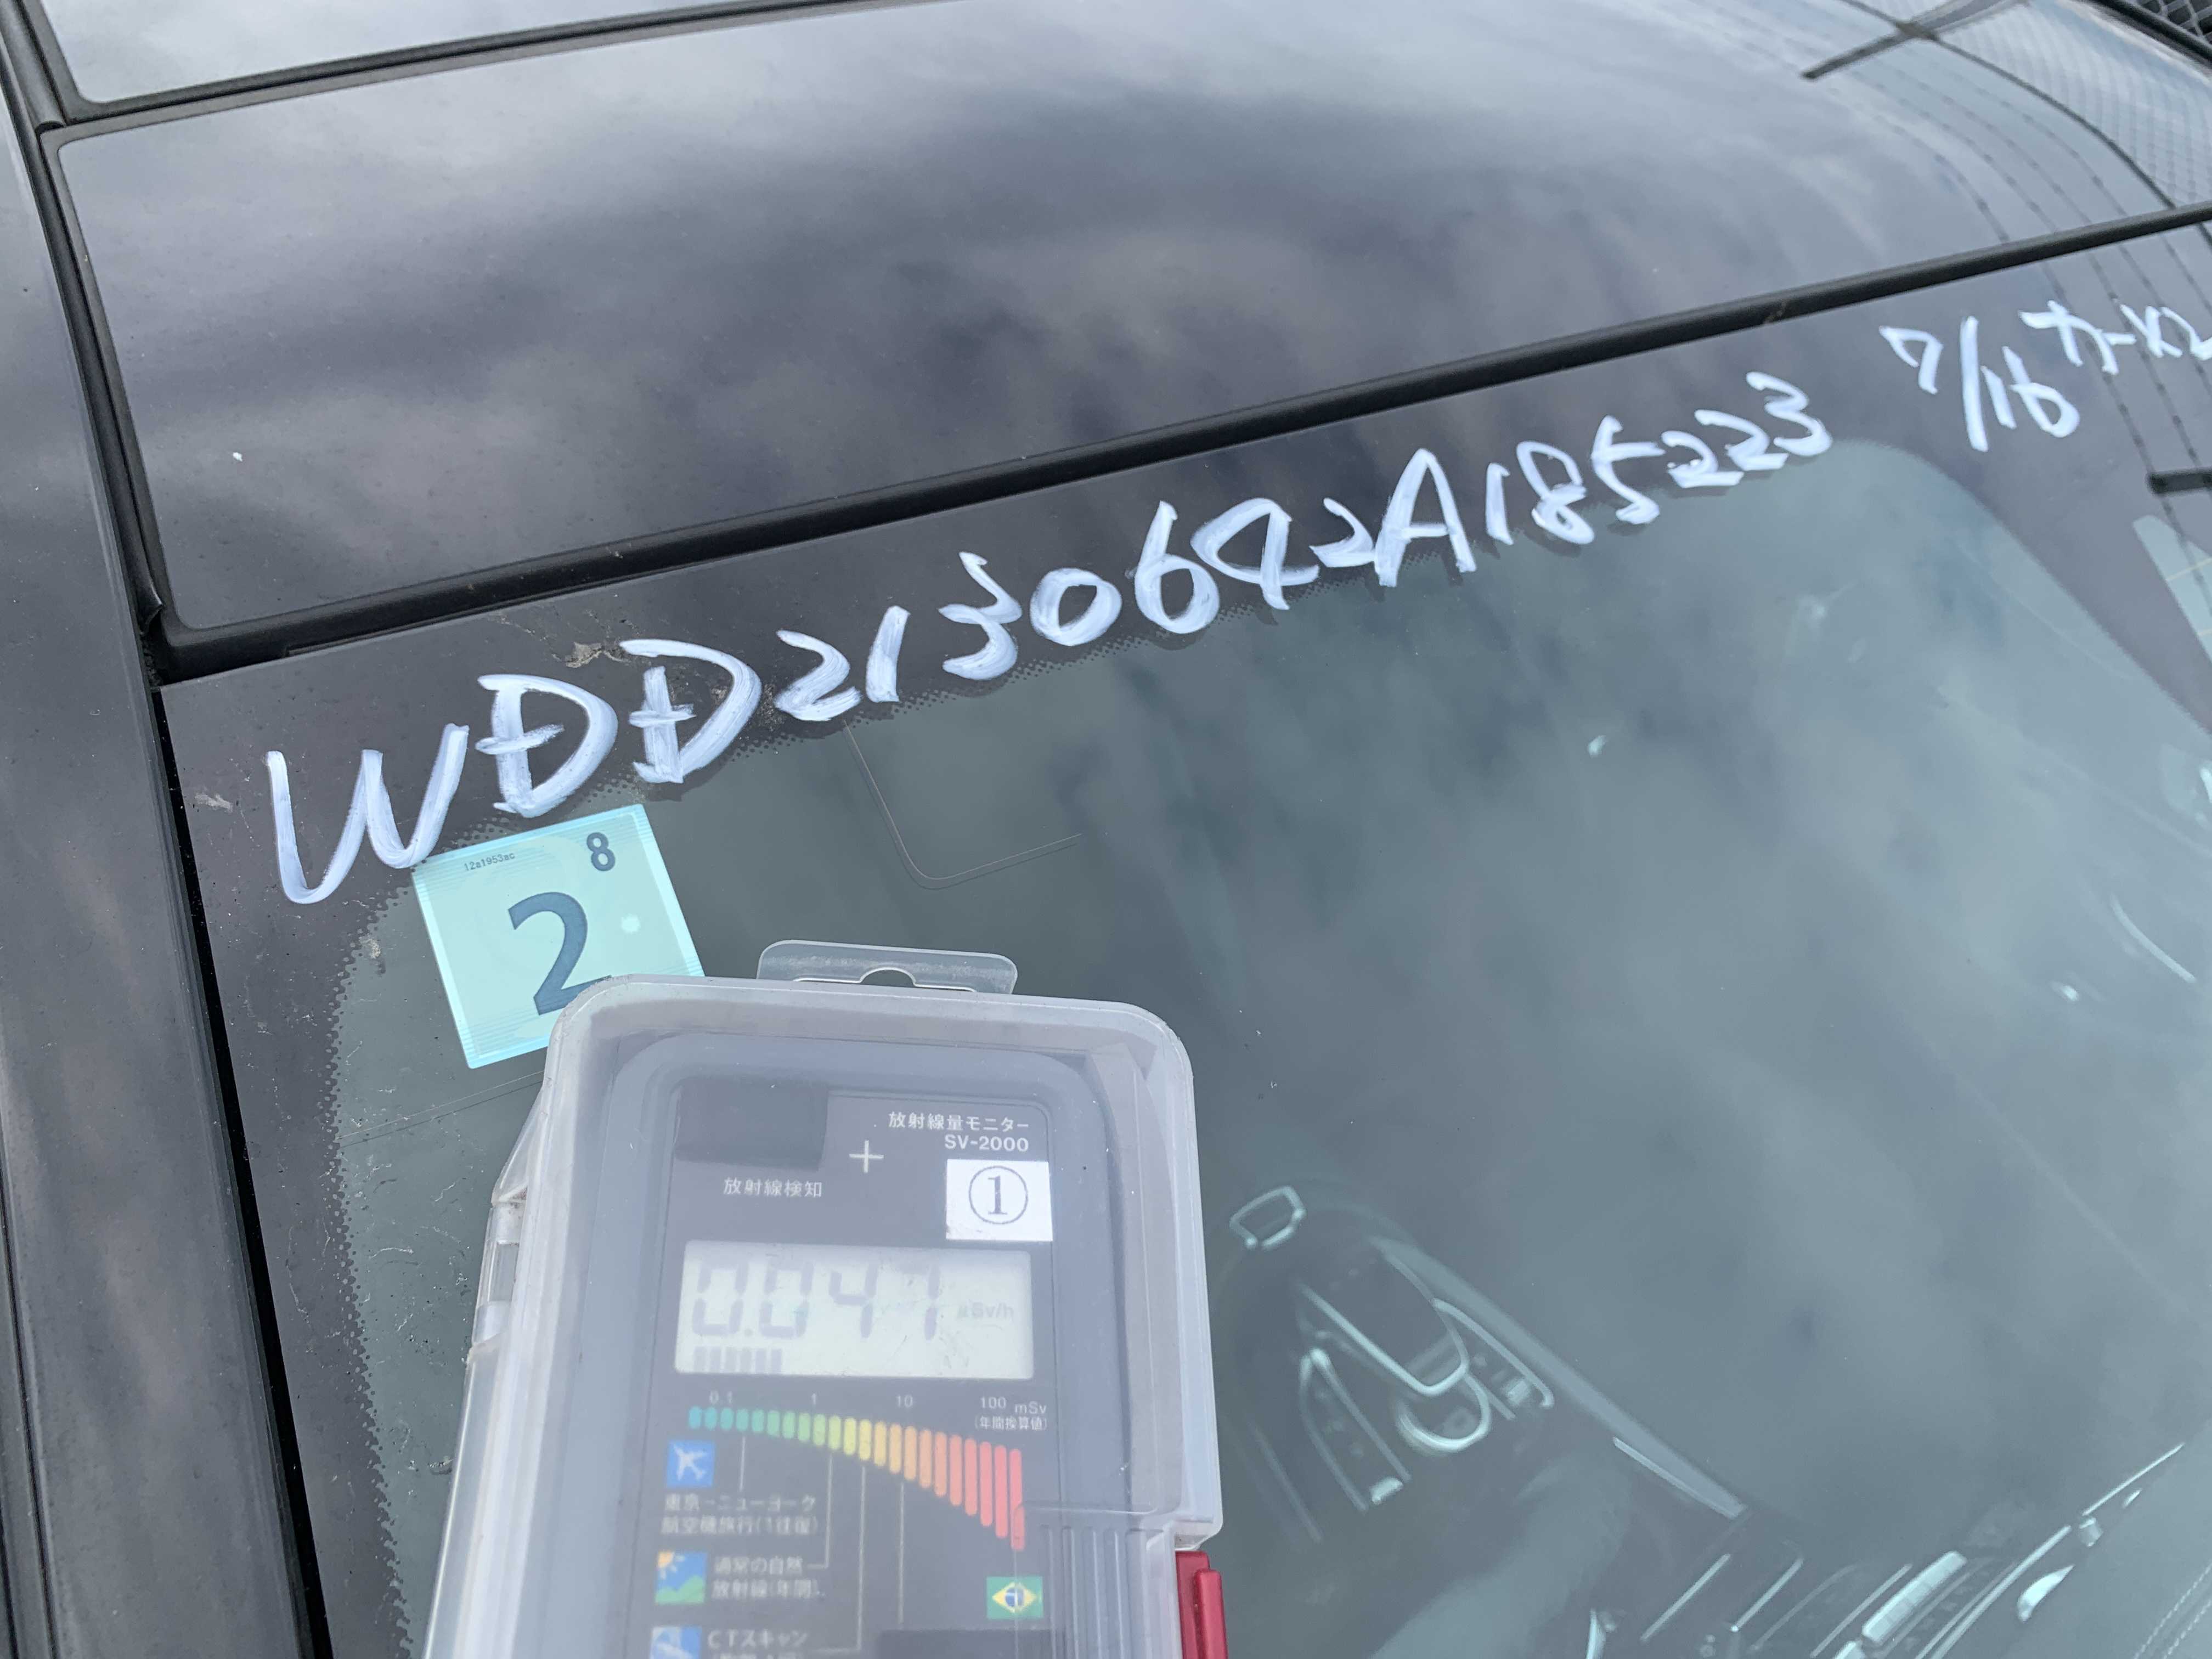 WDD2130642A185223
7/16 カー
12a1953ac
8
2
放射線量モニター
SV-2000
放射線検知
①
0.041 μSv/h
0.1 1 10 100 mSv
(年間換算値)
東京-ニューヨーク
航空機旅行(1往復)
通常の自然
放射線(年間)
CTスキャン